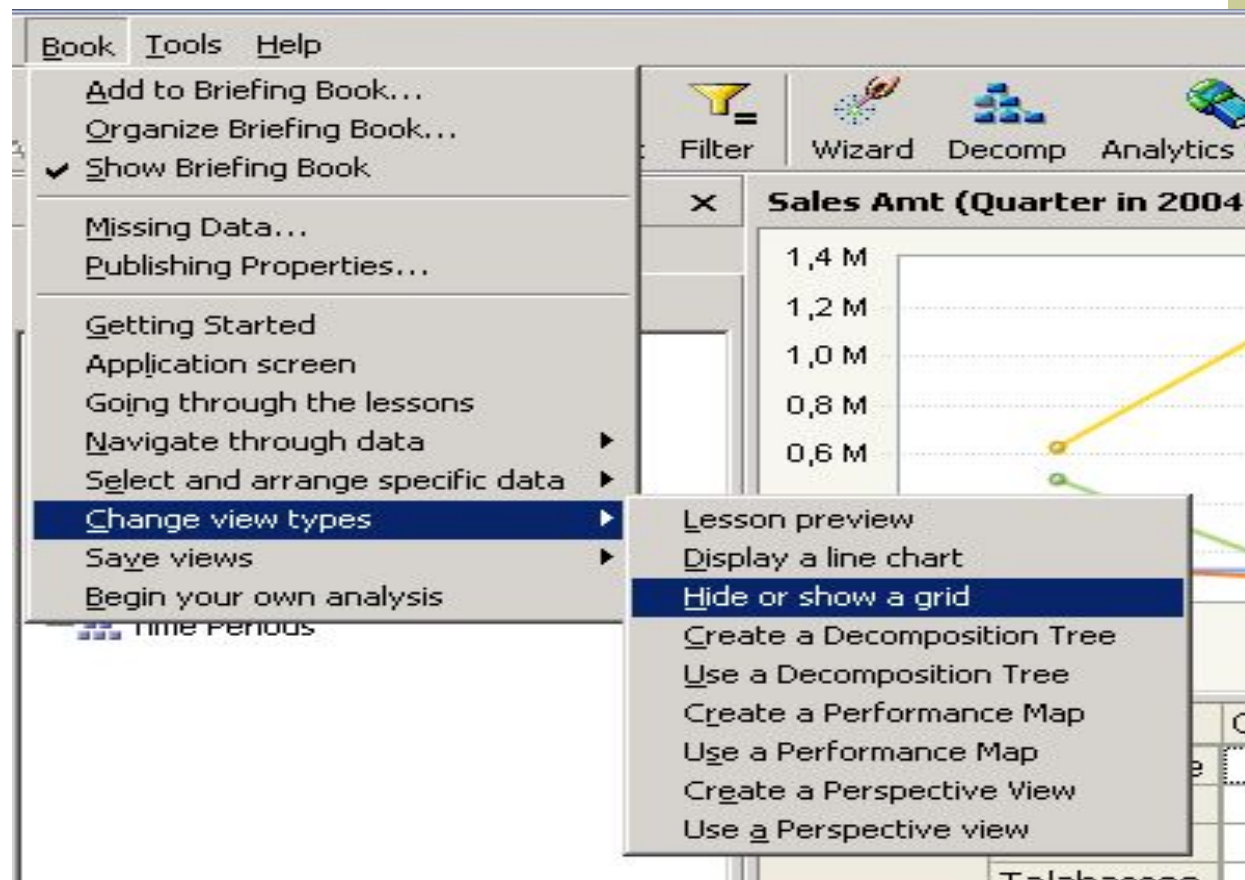 Book Tools Help
Add to Briefing Book...
Organize Briefing Book...
Show Briefing Book
Missing Data...
Publishing Properties...
Getting Started
Application screen
Going through the lessons
Navigate through data
Select and arrange specific data
Change view types
Save views
Begin your own analysis
Time Periods
Filter Wizard Decomp Analytics
Sales Amt (Quarter in 2004
1,4 M
1,2 M
1,0 M
0,8 M
0,6 M
Lesson preview
Display a line chart
Hide or show a grid
Create a Decomposition Tree
Use a Decomposition Tree
Create a Performance Map
Use a Performance Map
Create a Perspective View
Use a Perspective view